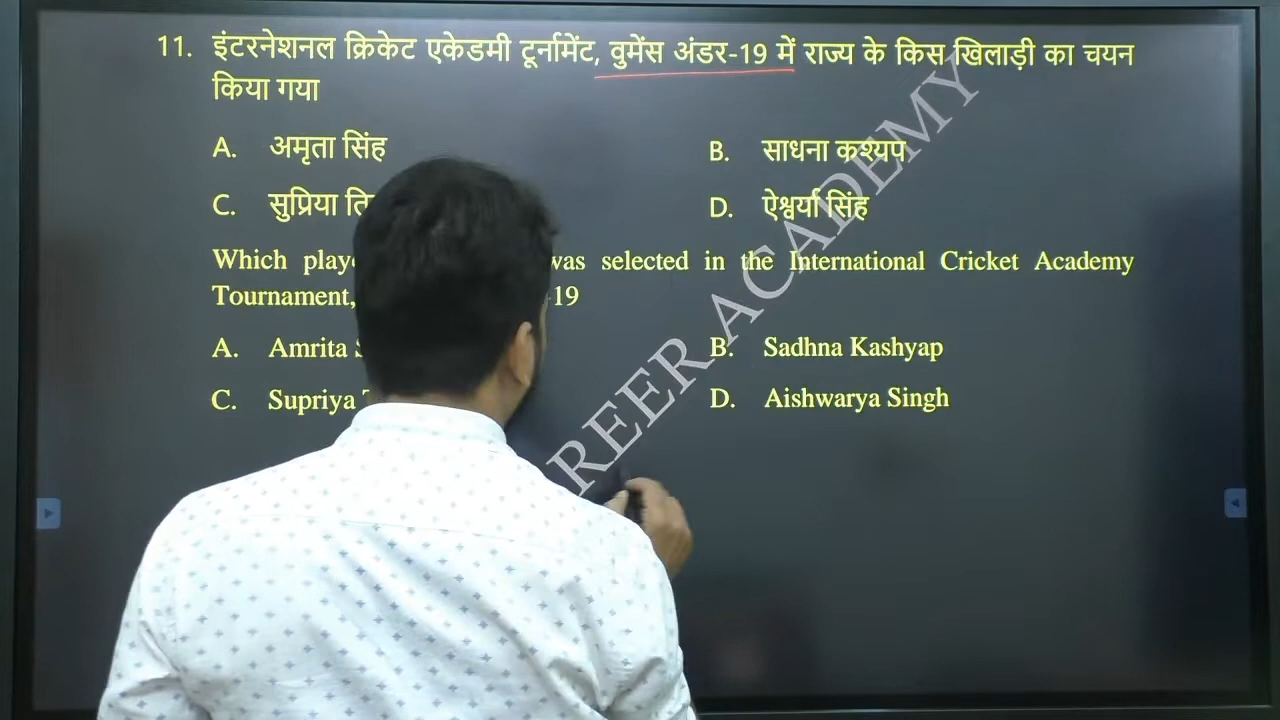 11. इंटरनेशनल क्रिकेट एकेडमी टूर्नामेंट, वुमेंस अंडर-19 में राज्य के किस खिलाड़ी का चयन
किया गया
A. अमृता सिंह B. साधना कश्यप
C. सुप्रिया D. ऐश्वर्या सिंह
Which was selected in the International Cricket Academy
Tournament, 19
A. Amrita B. Sadhna Kashyap
C. Supriya D. Aishwarya Singh
REER ACADEMY